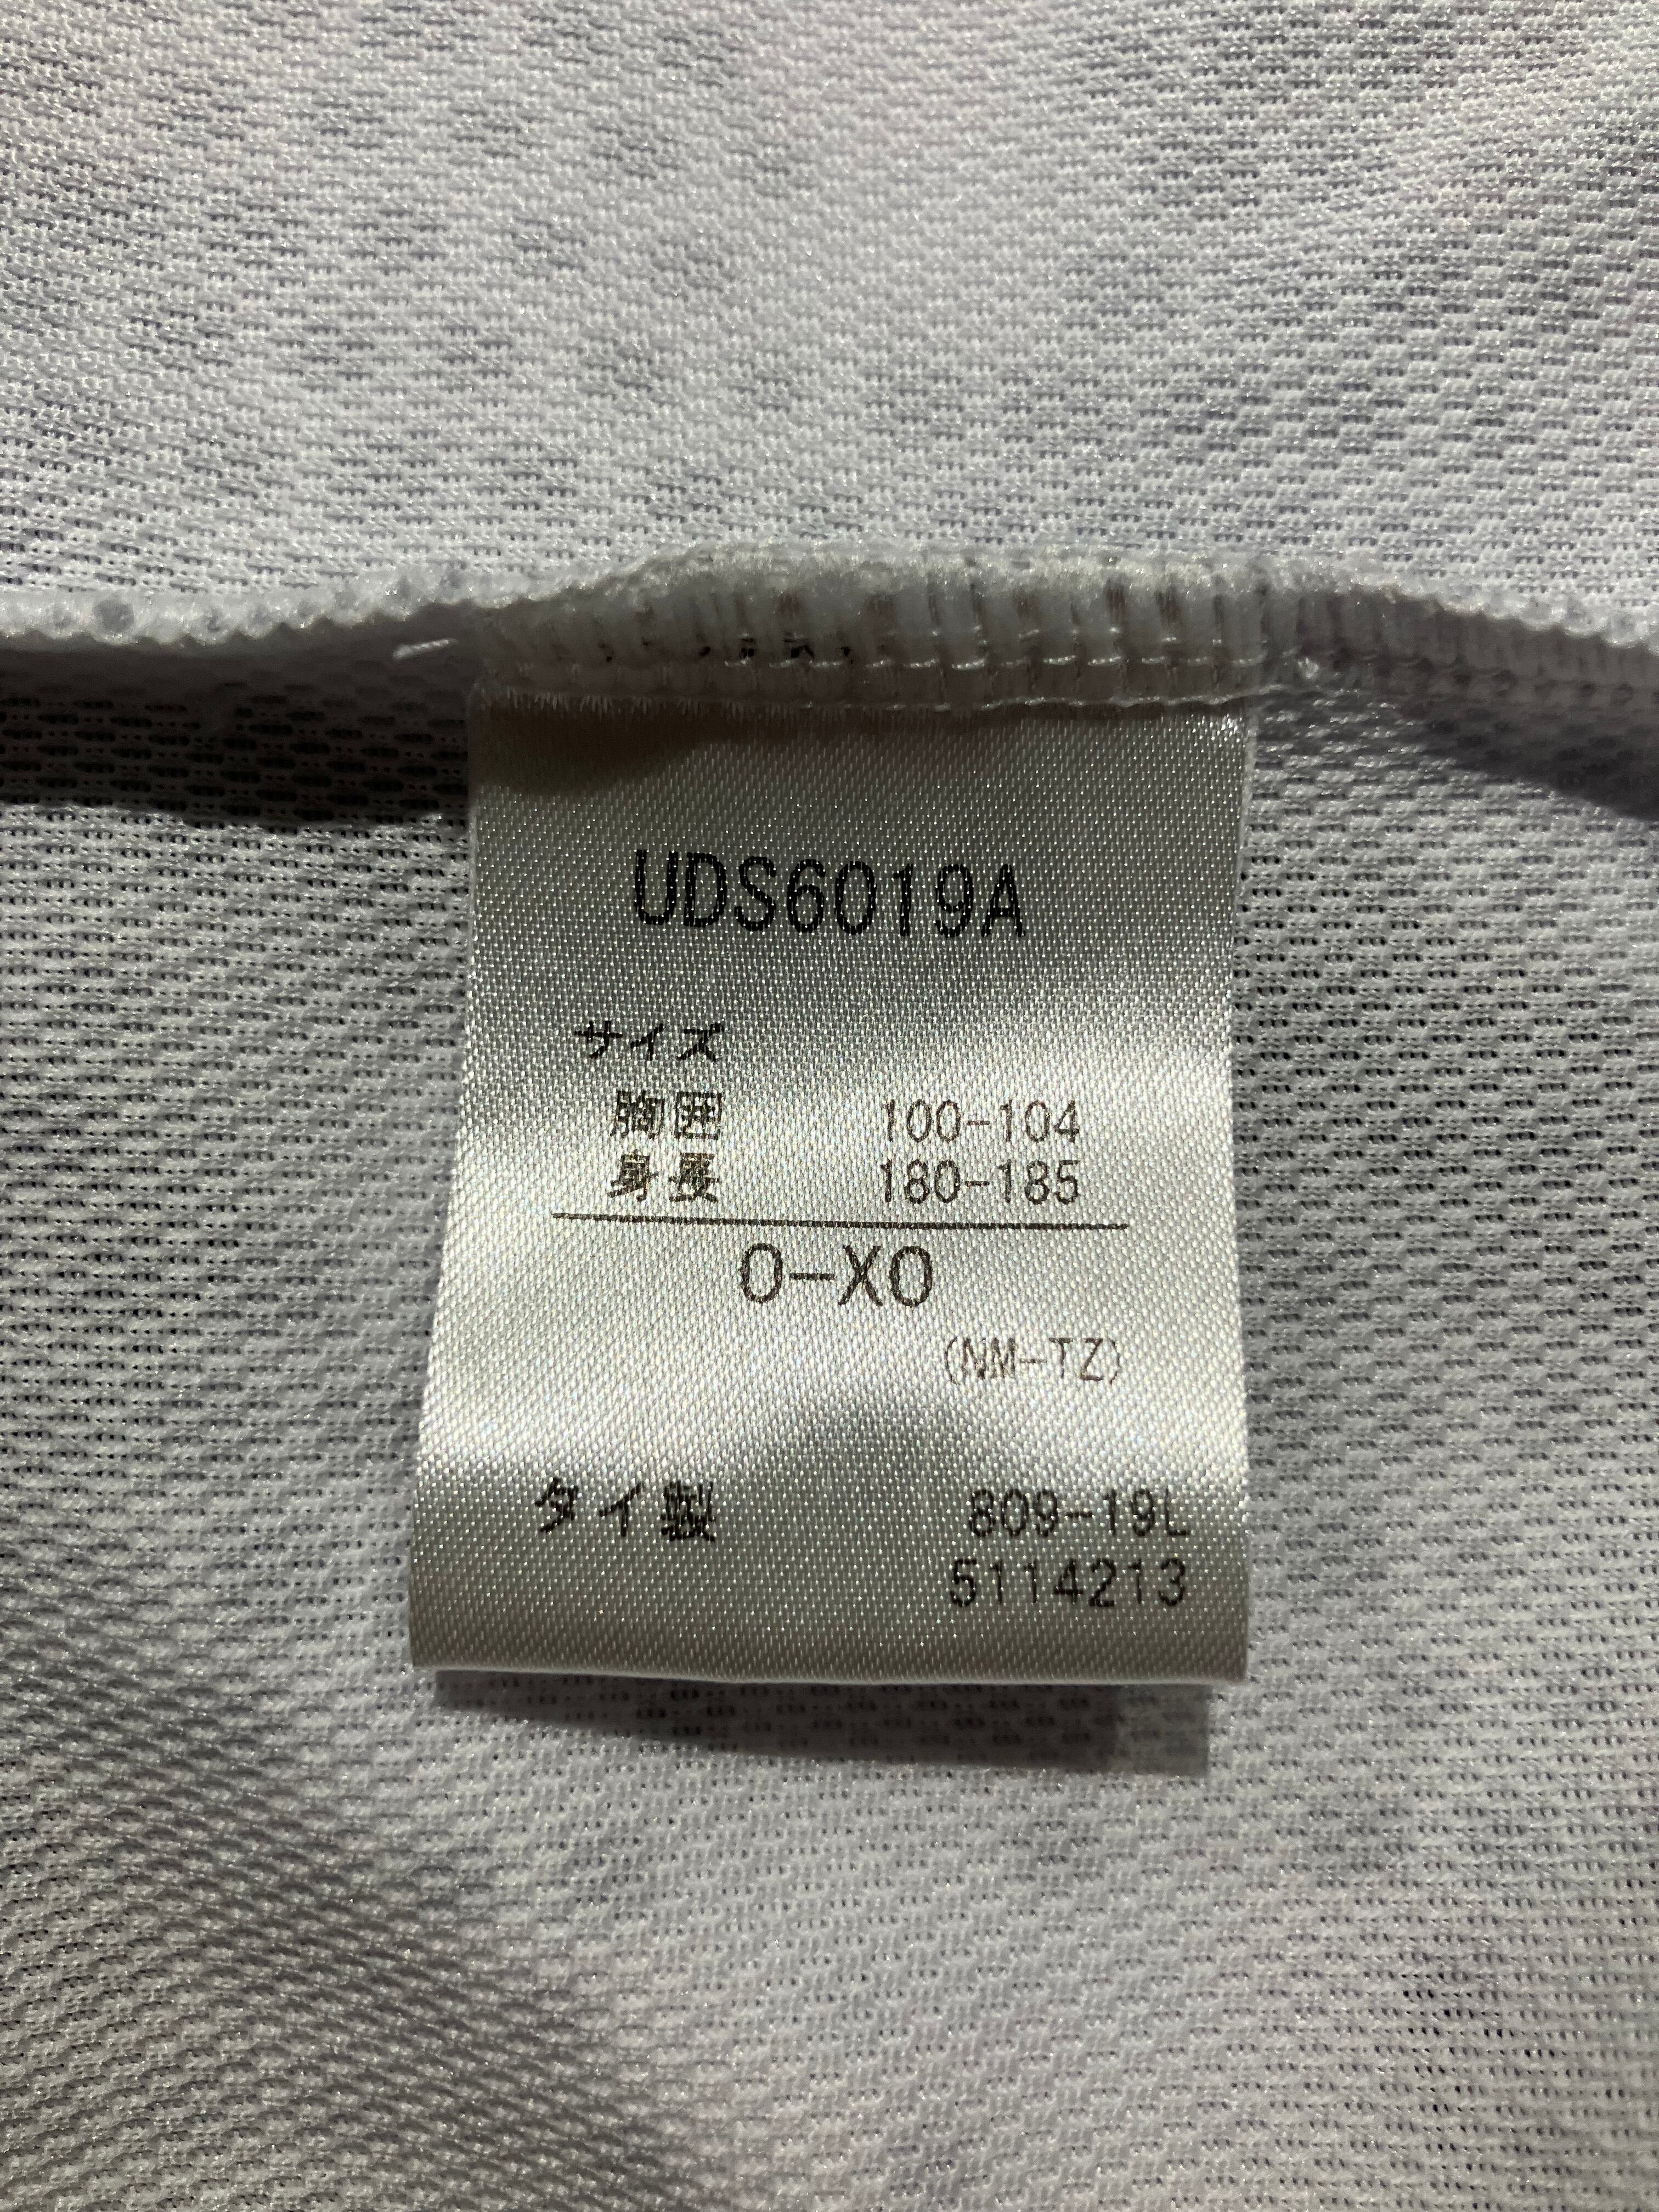 UDS6019A
サイズ
胸囲 100-104
身長 180-185
O-XO
(NM-TZ)
タイ製 809-19L
5114213